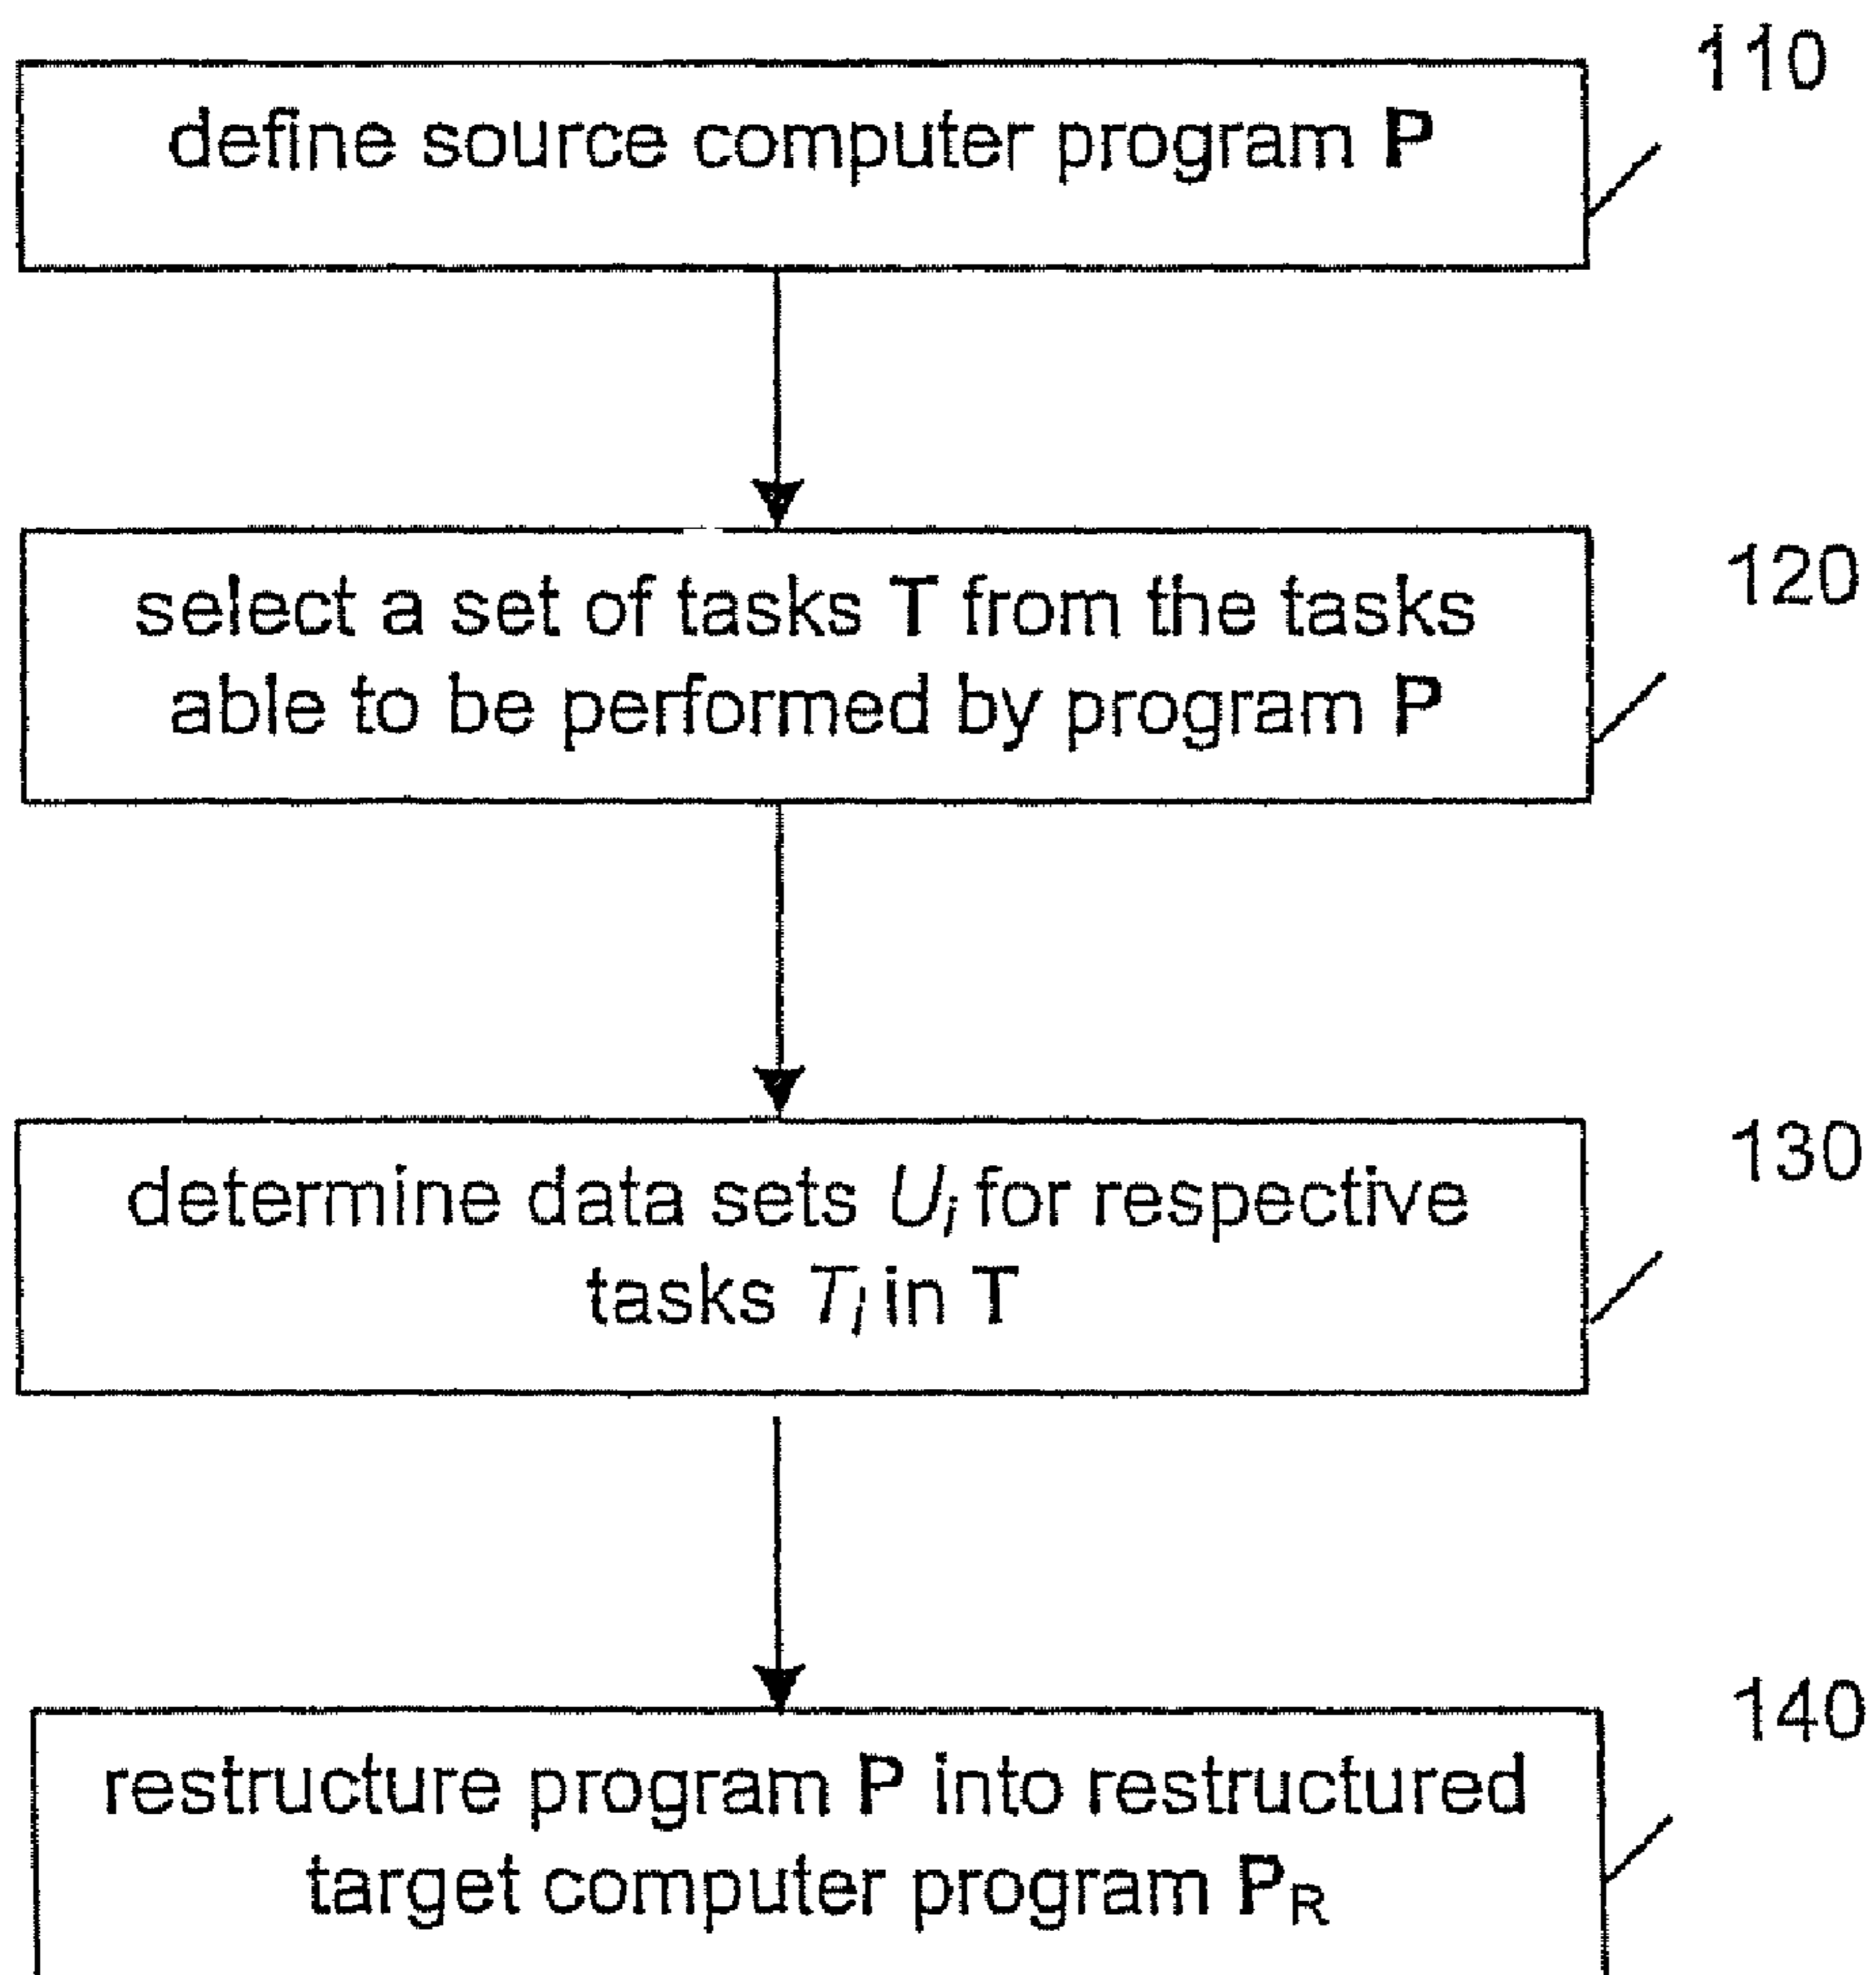 110
define source computer program P
120
select a set of tasks T from the tasks
able to be performed by program P
130
determine data sets Ui for respective
tasks Ti in T
140
restructure program P into restructured
target computer program PR